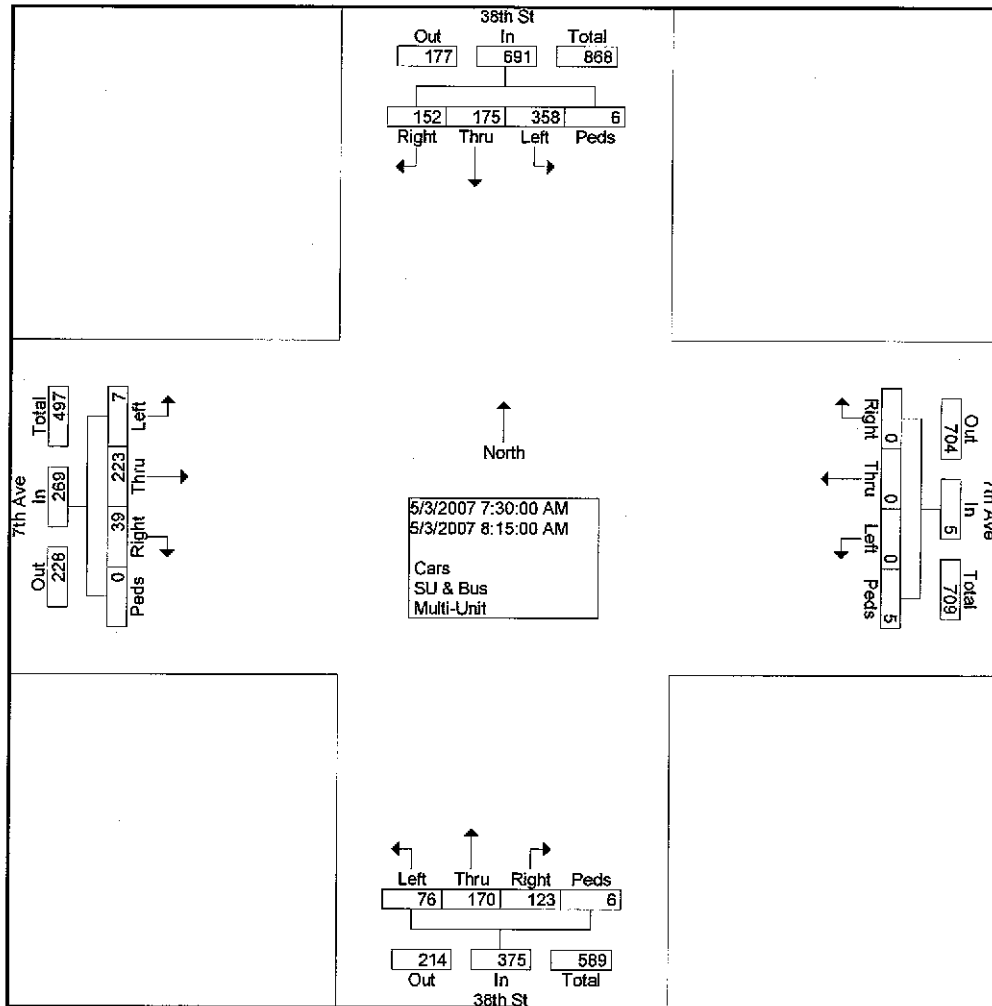 38th St
Out In Total
177 691 868
152 175 358 6
Right Thru Left Peds
Total 497
In 269
Out 228
7th Ave
7 223 39 0
Left Thru Right Peds
North
5/3/2007 7:30:00 AM
5/3/2007 8:15:00 AM
Cars
SU & Bus
Multi-Unit
Right Thru Left Peds
0 0 0 5
Out 704
In 5
Total 709
7th Ave
Left Thru Right Peds
76 170 123 6
214 375 589
Out In Total
38th St